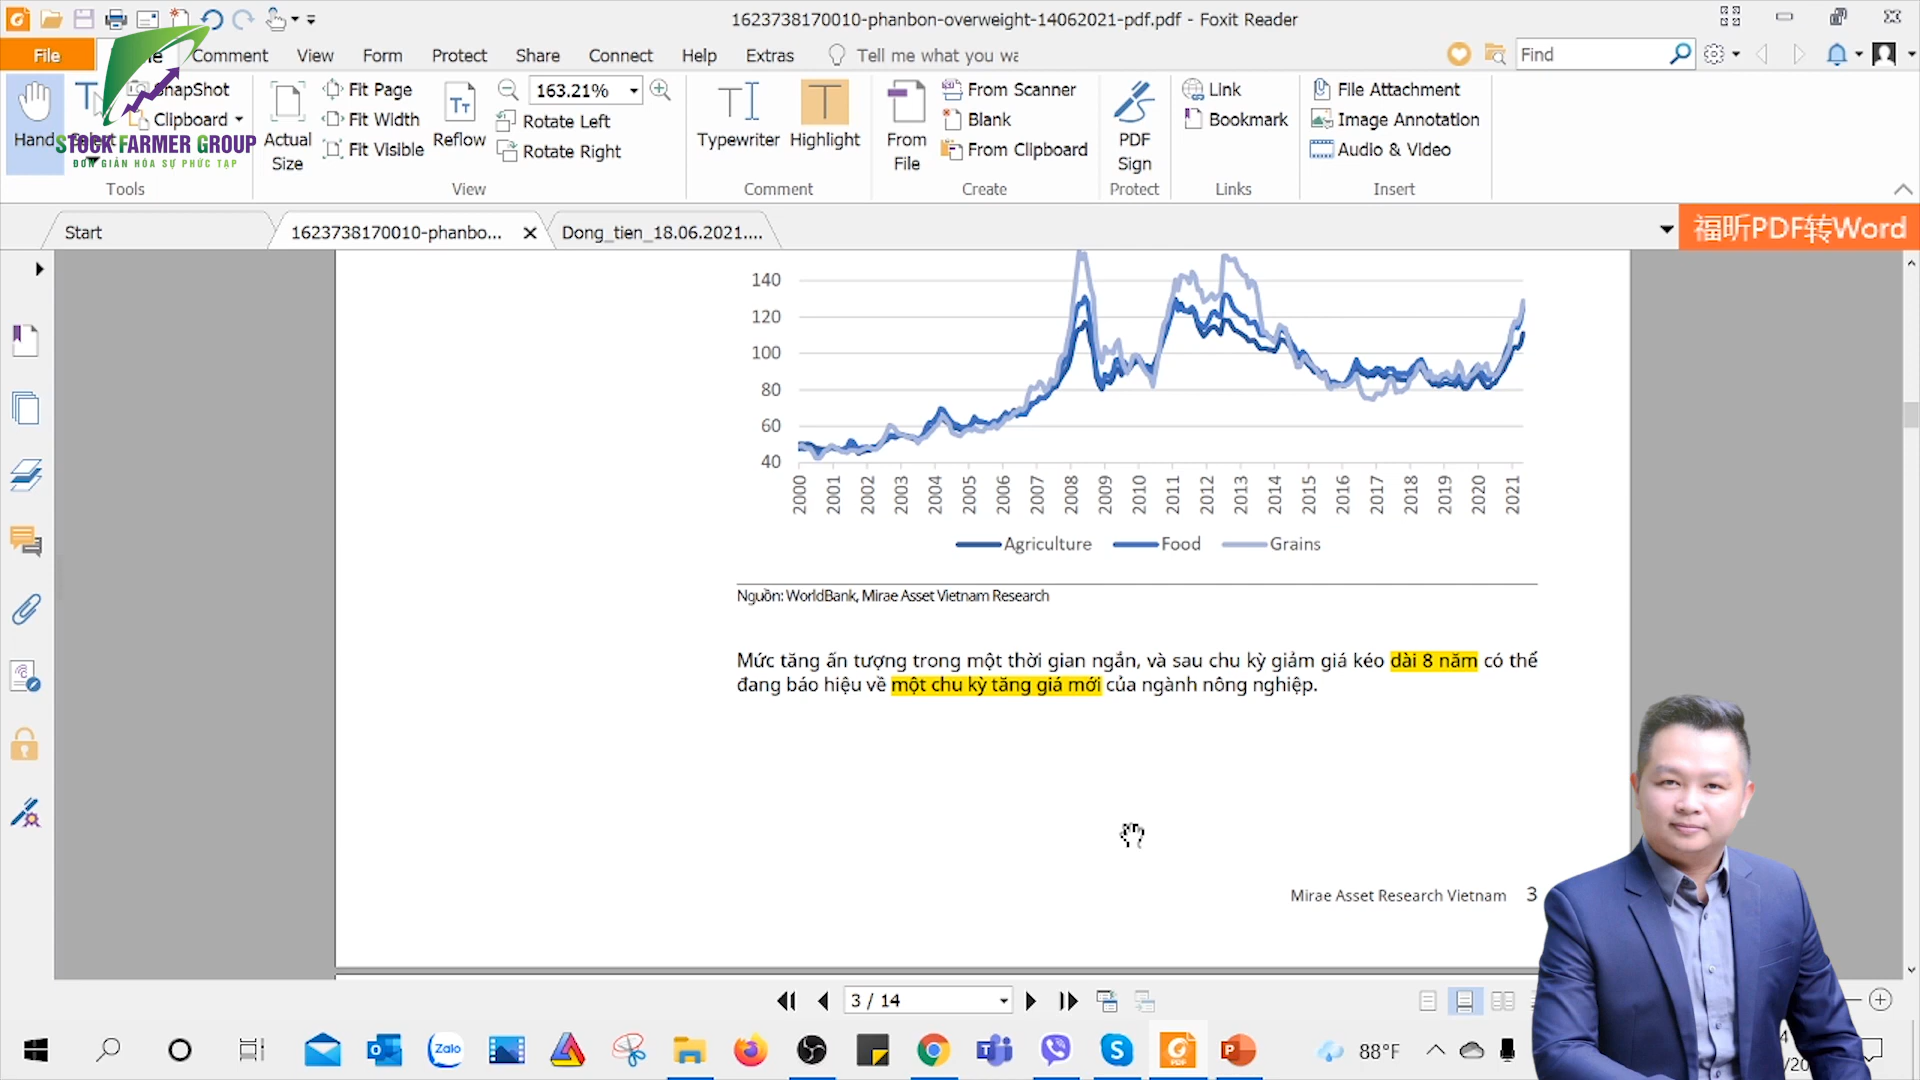 1623738170010-phanbon-overweight-14062021-pdf.pdf - Foxit Reader
File
Comment
View
Form
Protect
Share
Connect
Help
Extras
Tell me what you wa
Find
Hand
SnapShot
Clipboard
STOCK FARMER GROUP
ĐƠN GIẢN HÓA SỰ PHỨC TẠP
Tools
Actual
Size
Fit Page
Fit Width
Fit Visible
Reflow
163.21%
Rotate Left
Rotate Right
View
Typewriter
Highlight
Comment
From
File
From Scanner
Blank
From Clipboard
Create
PDF
Sign
Protect
Link
Bookmark
Links
File Attachment
Image Annotation
Audio & Video
Insert
Start
1623738170010-phanbo...
Dong_tien_18.06.2021....
福昕PDF转Word
140
120
100
80
60
40
2000
2001
2002
2003
2004
2005
2006
2007
2008
2009
2010
2011
2012
2013
2014
2015
2016
2017
2018
2019
2020
2021
Agriculture
Food
Grains
Nguồn: WorldBank, Mirae Asset Vietnam Research
Mức tăng ấn tượng trong một thời gian ngắn, và sau chu kỳ giảm giá kéo dài 8 năm có thể
đang báo hiệu về một chu kỳ tăng giá mới của ngành nông nghiệp.
Mirae Asset Research Vietnam 3
3 / 14
Zalo
88°F